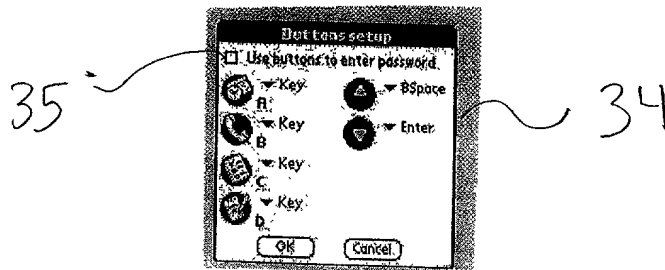 Buttons setup
Use buttons to enter password
35
Key
BSpace
34
A
Key
Enter
B
Key
C
Key
D
OK
Cancel